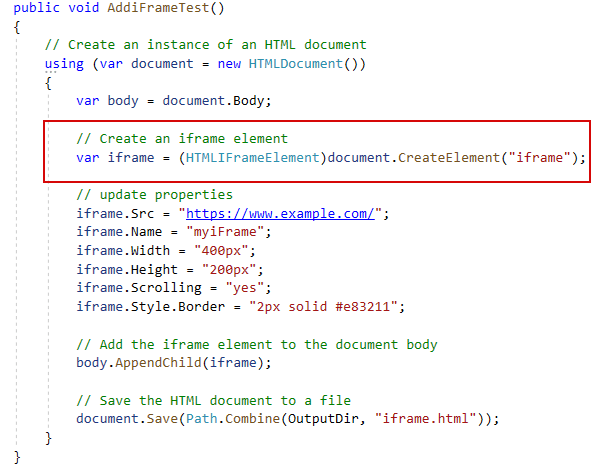 public void AddiFrameTest()
{
// Create an instance of an HTML document
using (var document = new HTMLDocument())
{
var body = document.Body;
// Create an iframe element
var iframe = (HTMLIFrameElement)document.CreateElement("iframe");
// update properties
iframe.Src = "https://www.example.com/";
iframe.Name = "myiFrame";
iframe.Width = "400px";
iframe.Height = "200px";
iframe.Scrolling = "yes";
iframe.Style.Border = "2px solid #e83211";
// Add the iframe element to the document body
body.AppendChild(iframe);
// Save the HTML document to a file
document.Save(Path.Combine(OutputDir, "iframe.html"));
}
}